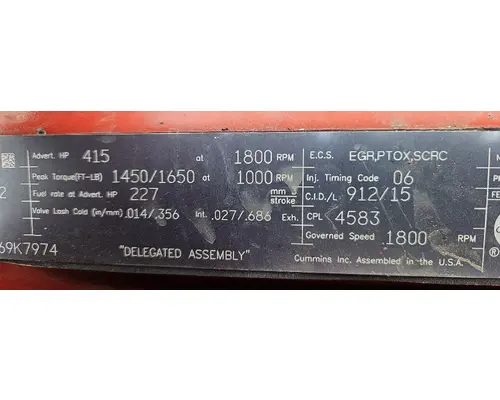 Advert. HP 415 at 1800 RPM
Peak Torque(FT-LB) 1450/1650 at 1000 RPM
2 Fuel rate at Advert. HP 227 mm³ stroke
Valve Lash Cold (in/mm) .014/.356 Int. .027/.686 Exh.
69K7974 "DELEGATED ASSEMBLY"
E.C.S. EGR,PTOX,SCRC
Inj. Timing Code 06
C.I.D./L 912/15
CPL 4583
Governed Speed 1800 RPM
Cummins Inc. Assembled in the U.S.A.